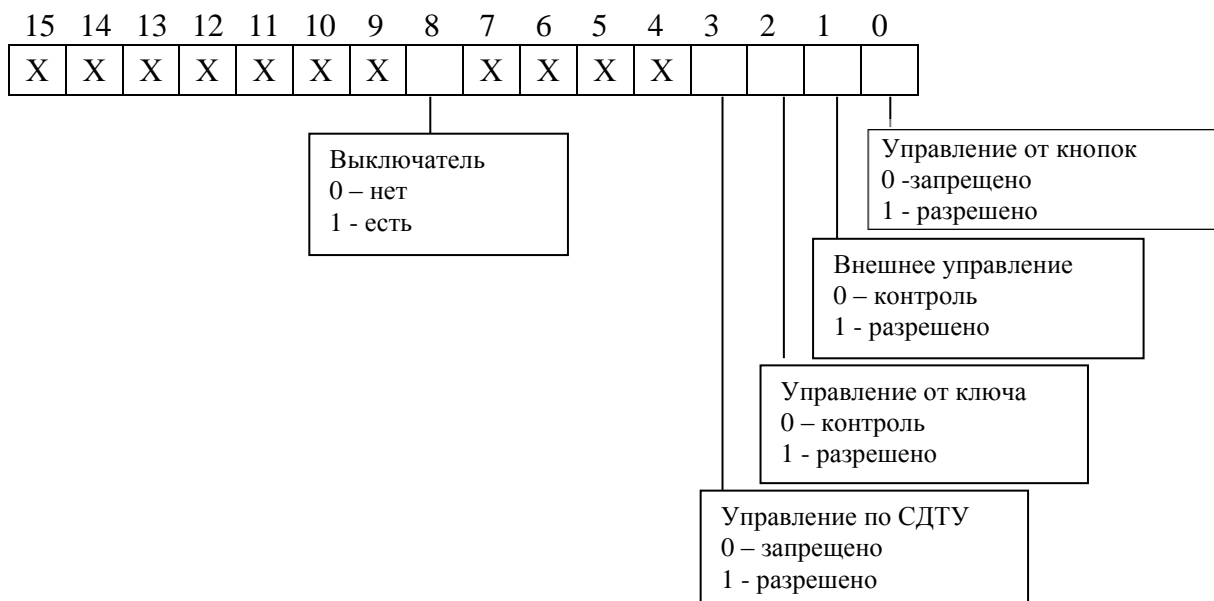 15 14 13 12 11 10 9 8 7 6 5 4 3 2 1 0
X X X X X X X X X X X
Выключатель
0 – нет
1 - есть
Управление от кнопок
0 -запрещено
1 - разрешено
Внешнее управление
0 – контроль
1 - разрешено
Управление от ключа
0 – контроль
1 - разрешено
Управление по СДТУ
0 – запрещено
1 - разрешено